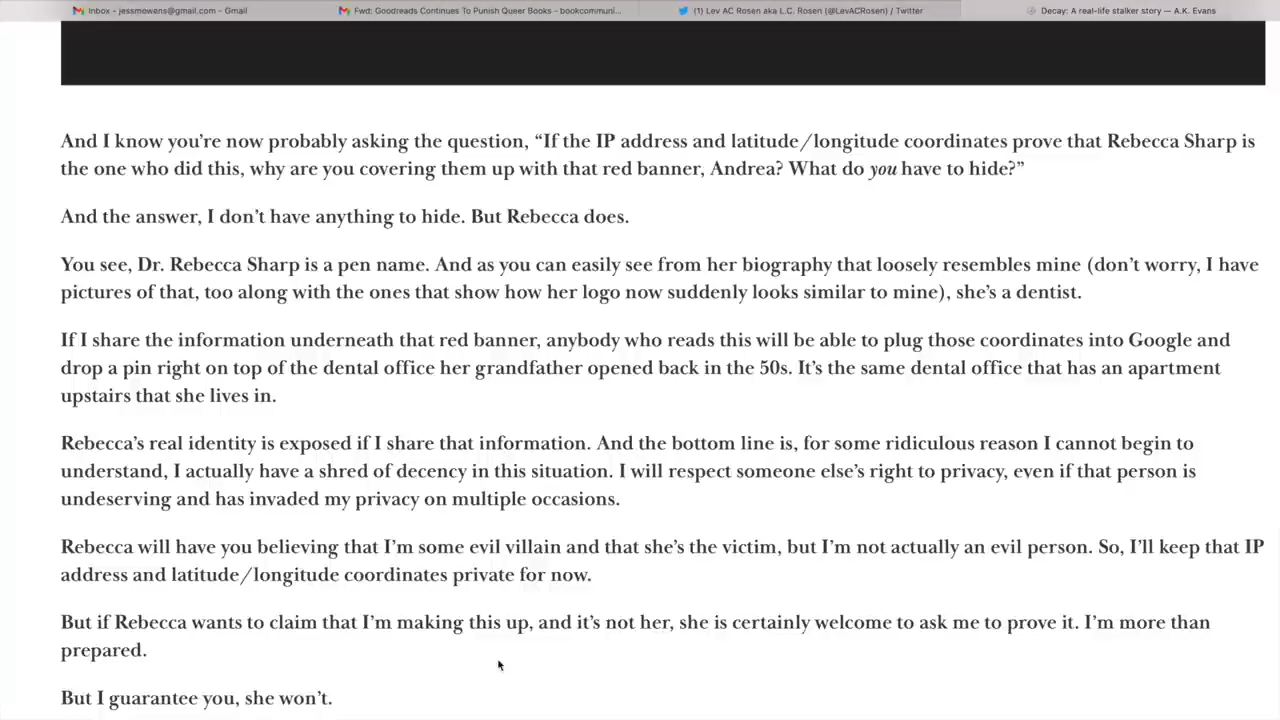 Inbox - jessmowens@gmail.com - Gmail
Fwd: Goodreads Continues To Punish Queer Books - bookcommuni...
(1) Lev AC Rosen aka L.C. Rosen (@LevACRosen) / Twitter
Decay: A real-life stalker story — A.K. Evans
And I know you’re now probably asking the question, “If the IP address and latitude/longitude coordinates prove that Rebecca Sharp is
the one who did this, why are you covering them up with that red banner, Andrea? What do you have to hide?”
And the answer, I don’t have anything to hide. But Rebecca does.
You see, Dr. Rebecca Sharp is a pen name. And as you can easily see from her biography that loosely resembles mine (don’t worry, I have
pictures of that, too along with the ones that show how her logo now suddenly looks similar to mine), she’s a dentist.
If I share the information underneath that red banner, anybody who reads this will be able to plug those coordinates into Google and
drop a pin right on top of the dental office her grandfather opened back in the 50s. It’s the same dental office that has an apartment
upstairs that she lives in.
Rebecca’s real identity is exposed if I share that information. And the bottom line is, for some ridiculous reason I cannot begin to
understand, I actually have a shred of decency in this situation. I will respect someone else’s right to privacy, even if that person is
undeserving and has invaded my privacy on multiple occasions.
Rebecca will have you believing that I’m some evil villain and that she’s the victim, but I’m not actually an evil person. So, I’ll keep that IP
address and latitude/longitude coordinates private for now.
But if Rebecca wants to claim that I’m making this up, and it’s not her, she is certainly welcome to ask me to prove it. I’m more than
prepared.
But I guarantee you, she won’t.